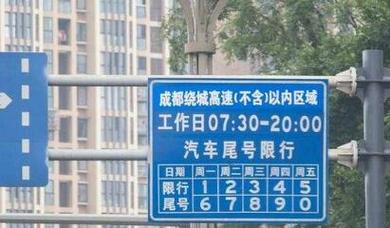 成都绕城高速(不含)以内区域
工作日07:30-20:00
汽车尾号限行
日期 周一 周二 周三 周四 周五
限行 1 2 3 4 5
尾号 6 7 8 9 0